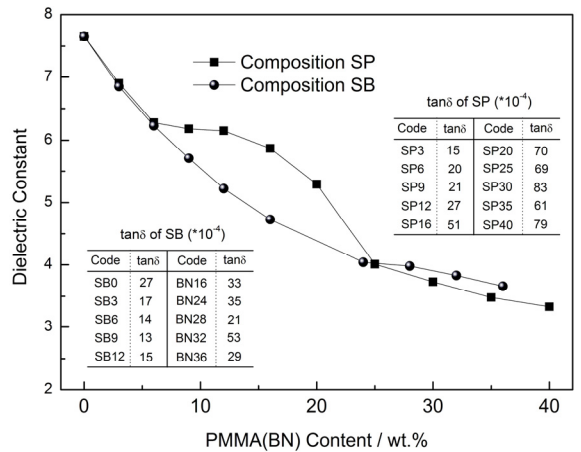 8
7
6
5
4
3
2
Dielectric Constant
Composition SP
Composition SB
tanδ of SP (*10-4)
Code tanδ Code tanδ
SP3 15 SP20 70
SP6 20 SP25 69
SP9 21 SP30 83
SP12 27 SP35 61
SP16 51 SP40 79
tanδ of SB (*10-4)
Code tanδ Code tanδ
SB0 27 BN16 33
SB3 17 BN24 35
SB6 14 BN28 21
SB9 13 BN32 53
SB12 15 BN36 29
0 10 20 30 40
PMMA(BN) Content / wt.%